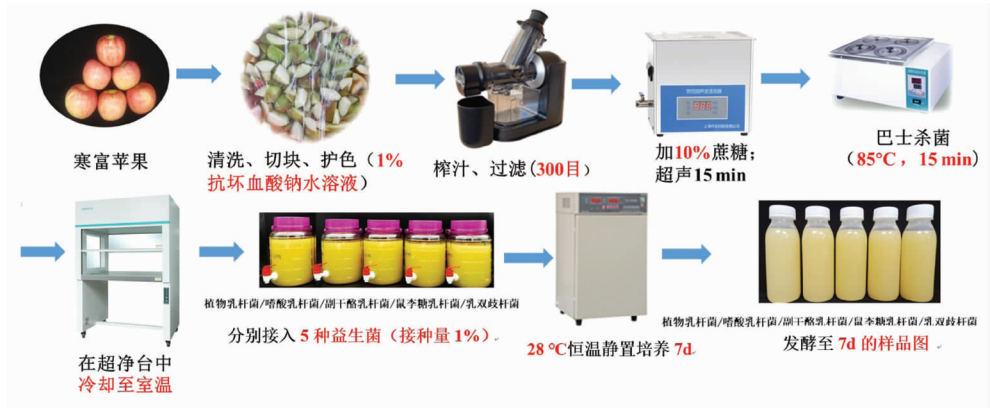 寒富苹果
清洗、切块、护色（1%
抗坏血酸钠水溶液）
榨汁、过滤(300目)
加10%蔗糖；
超声15 min
巴士杀菌
（85℃，15 min）
在超净台中
冷却至室温
植物乳杆菌/嗜酸乳杆菌/副干酪乳杆菌/鼠李糖乳杆菌/乳双歧杆菌
分别接入 5 种益生菌（接种量 1%）
28 ℃恒温静置培养 7d
植物乳杆菌/嗜酸乳杆菌/副干酪乳杆菌/鼠李糖乳杆菌/乳双歧杆菌
发酵至 7d 的样品图